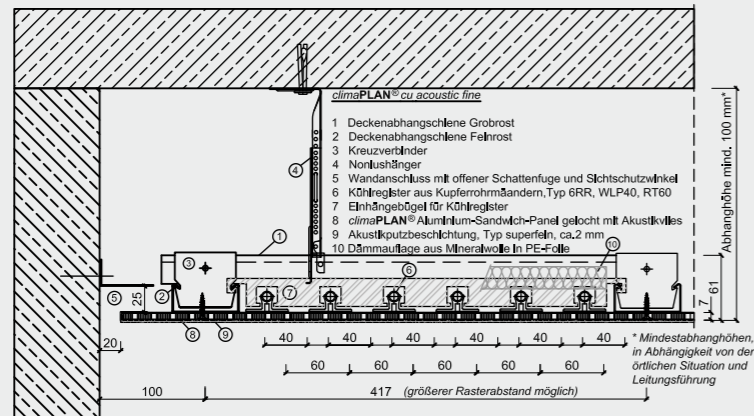 climaPLAN® cu acoustic fine
1 Deckenabhangschiene Grobrost
2 Deckenabhangschiene Feinrost
3 Kreuzverbinder
4 Noniushänger
5 Wandanschluss mit offener Schattenfuge und Sichtschutzwinkel
6 Kühlregister aus Kupferrohrmäandern, Typ 6RR, WLP40, RT60
7 Einhängebügel für Kühlregister
8 climaPLAN® Aluminium-Sandwich-Panel gelocht mit Akustikvlies
9 Akustikputzbeschichtung, Typ superfein, ca.2 mm
10 Dämmauflage aus Mineralwolle in PE-Folie
Abhanghöhe mind. 100 mm*
4
1
3
10
2
7
6
5
25
61
7
8
9
20
40 40 40 40 40 40
60 60 60 60 60
100
417 (größerer Rasterabstand möglich)
* Mindestabhanghöhen,
in Abhängigkeit von der
örtlichen Situation und
Leitungsführung